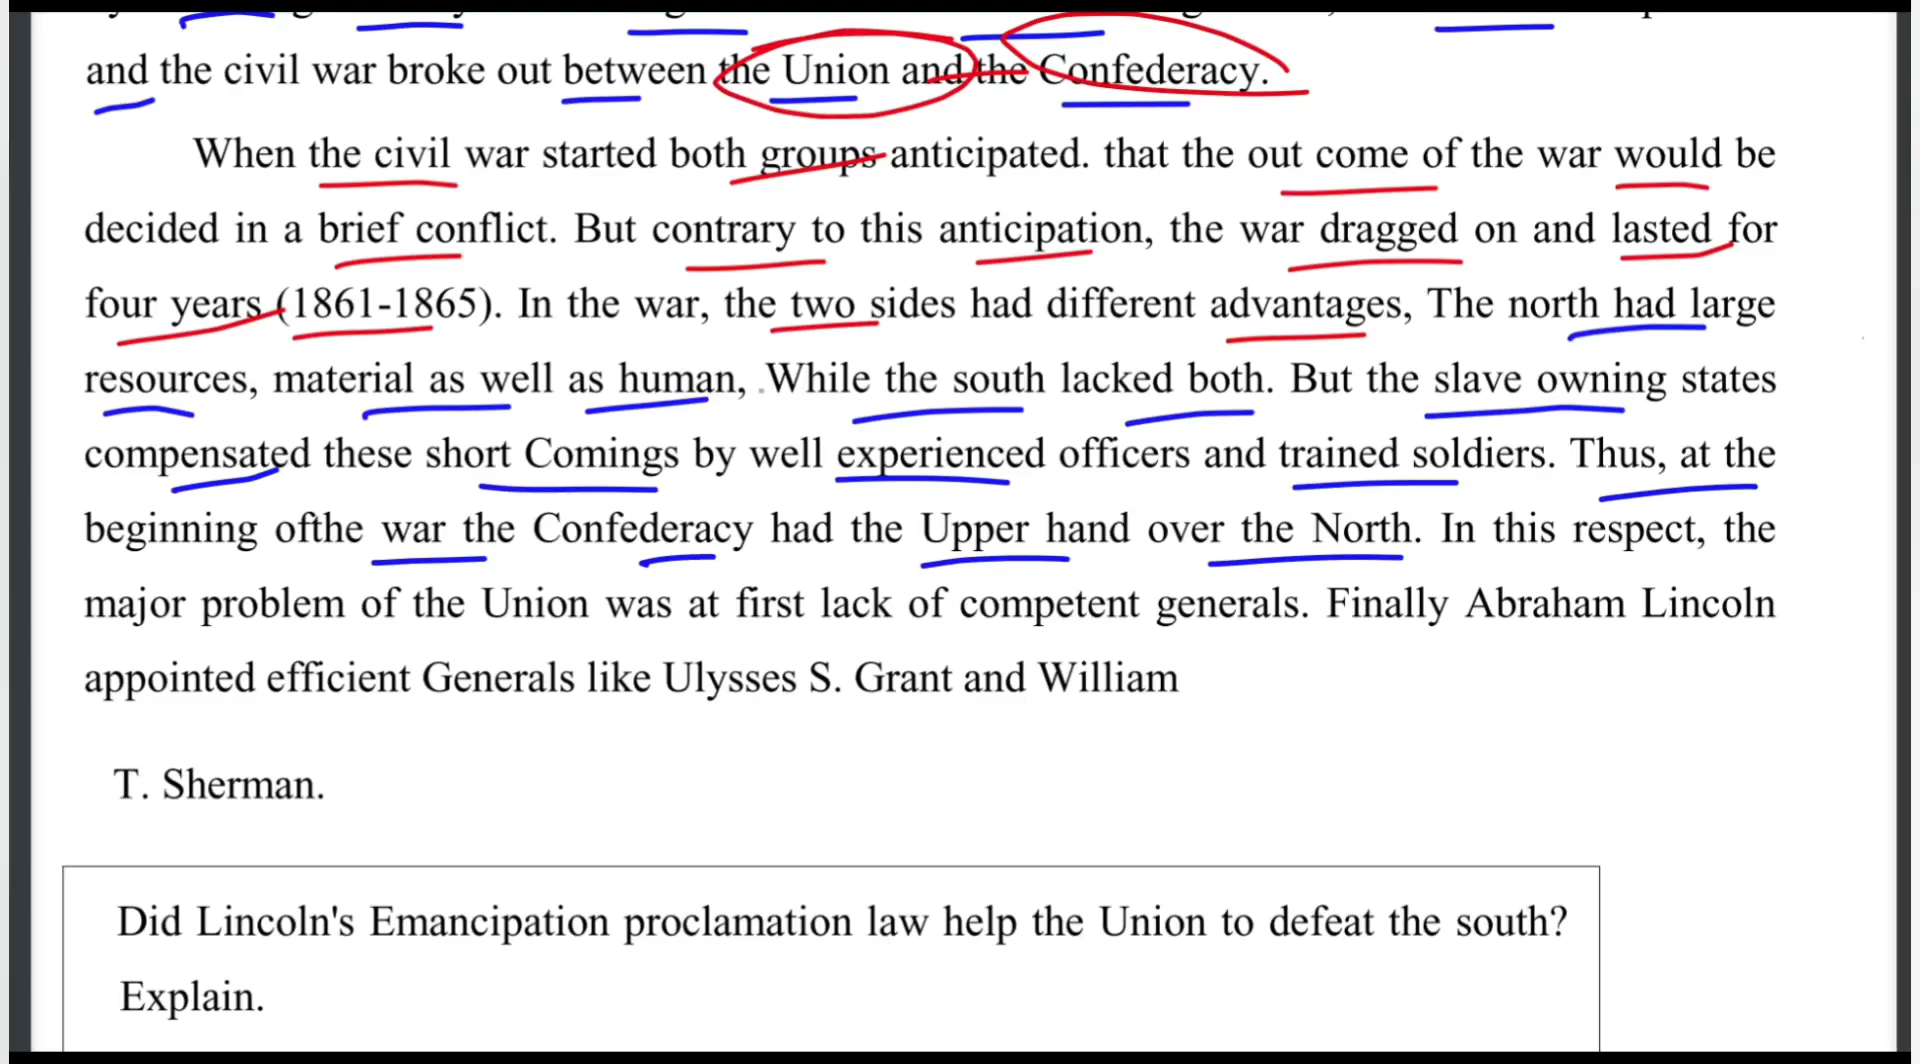 and the civil war broke out between the Union and the Confederacy.
When the civil war started both groups anticipated. that the out come of the war would be
decided in a brief conflict. But contrary to this anticipation, the war dragged on and lasted for
four years (1861-1865). In the war, the two sides had different advantages, The north had large
resources, material as well as human, .While the south lacked both. But the slave owning states
compensated these short Comings by well experienced officers and trained soldiers. Thus, at the
beginning ofthe war the Confederacy had the Upper hand over the North. In this respect, the
major problem of the Union was at first lack of competent generals. Finally Abraham Lincoln
appointed efficient Generals like Ulysses S. Grant and William
T. Sherman.
Did Lincoln's Emancipation proclamation law help the Union to defeat the south?
Explain.